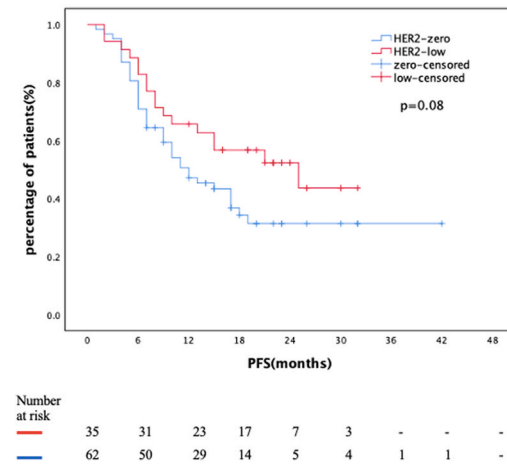 1.0
HER2-zero
HER2-low
zero-censored
low-censored
0.8
p=0.08
0.6
0.4
0.2
0.0
percentage of patients(%)
0 6 12 18 24 30 36 42 48
PFS(months)
Number
at risk
35 31 23 17 7 3 - - -
62 50 29 14 5 4 1 1 -